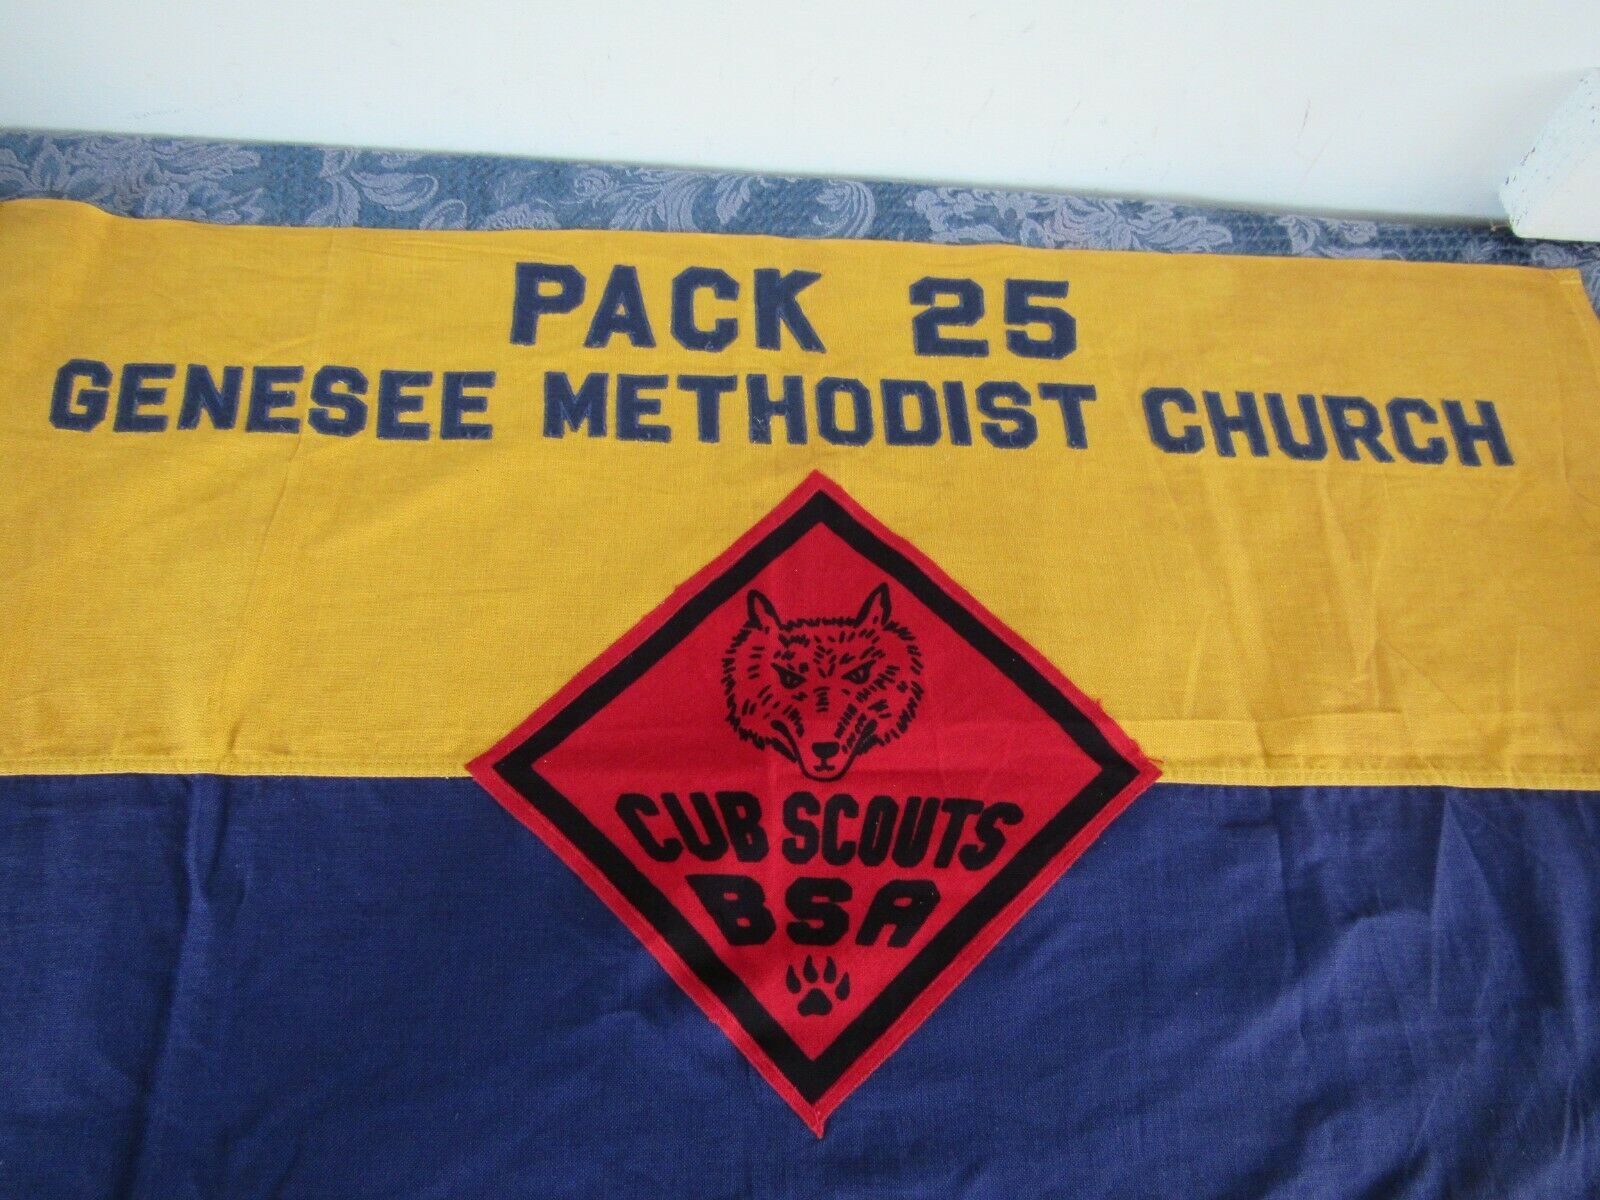 PACK 25
GENESEE METHODIST CHURCH
CUB SCOUTS
BSA